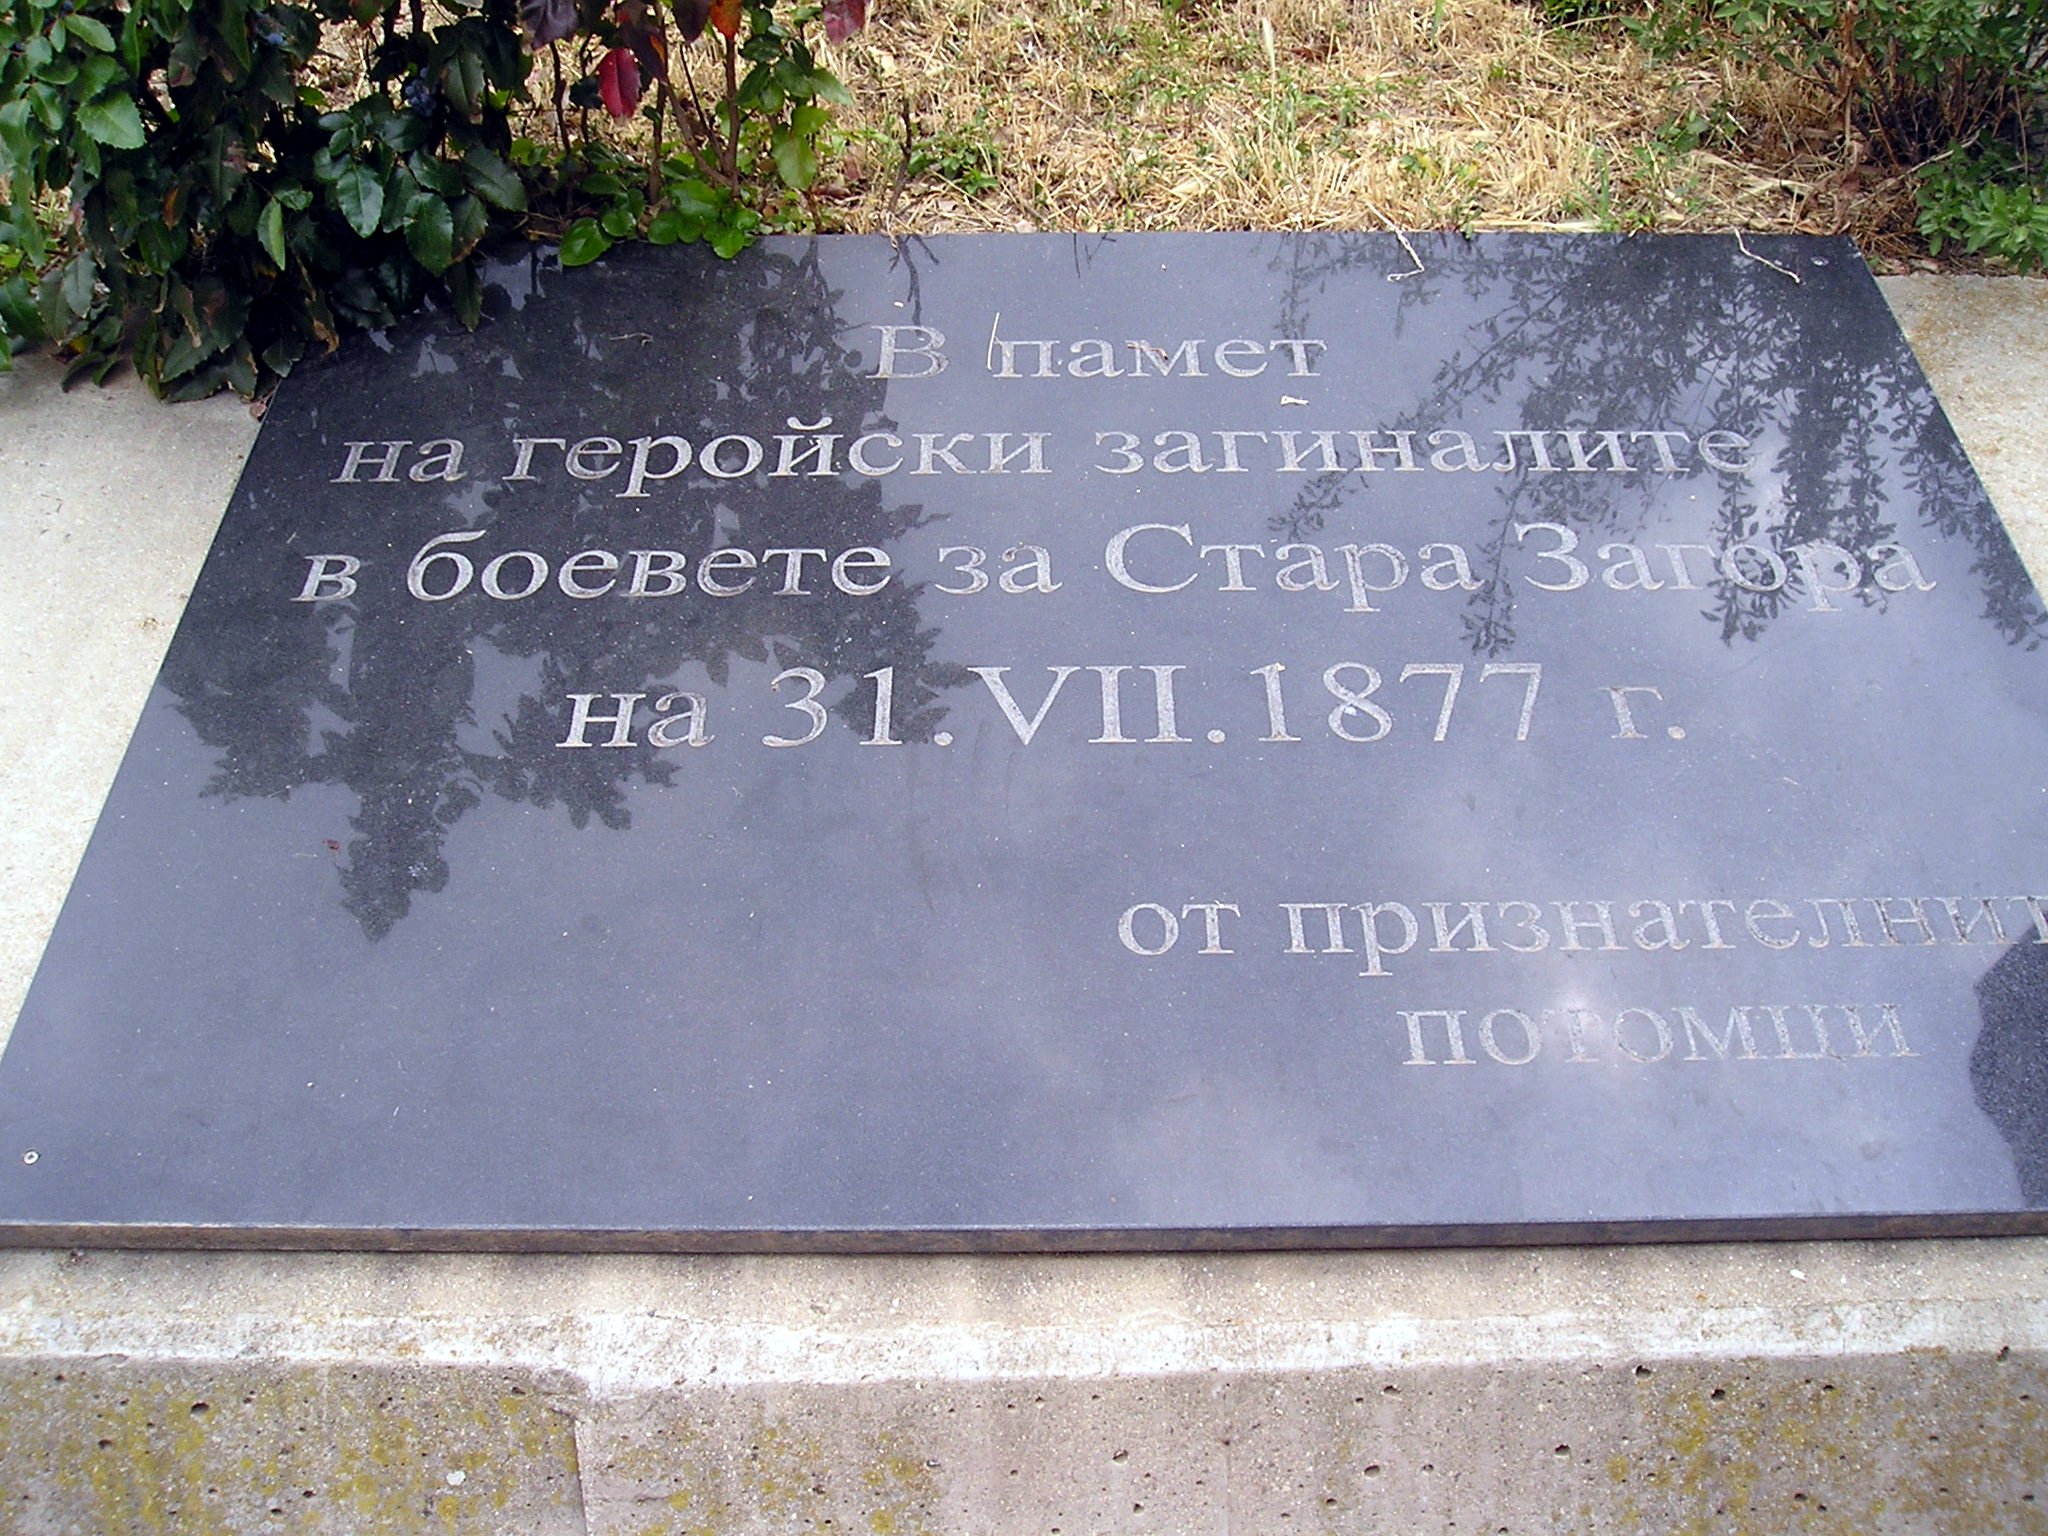 В памет
на геройски загиналите
в боевете за Стара Загора
на 31.VII.1877 г.
от признателнит
потомци